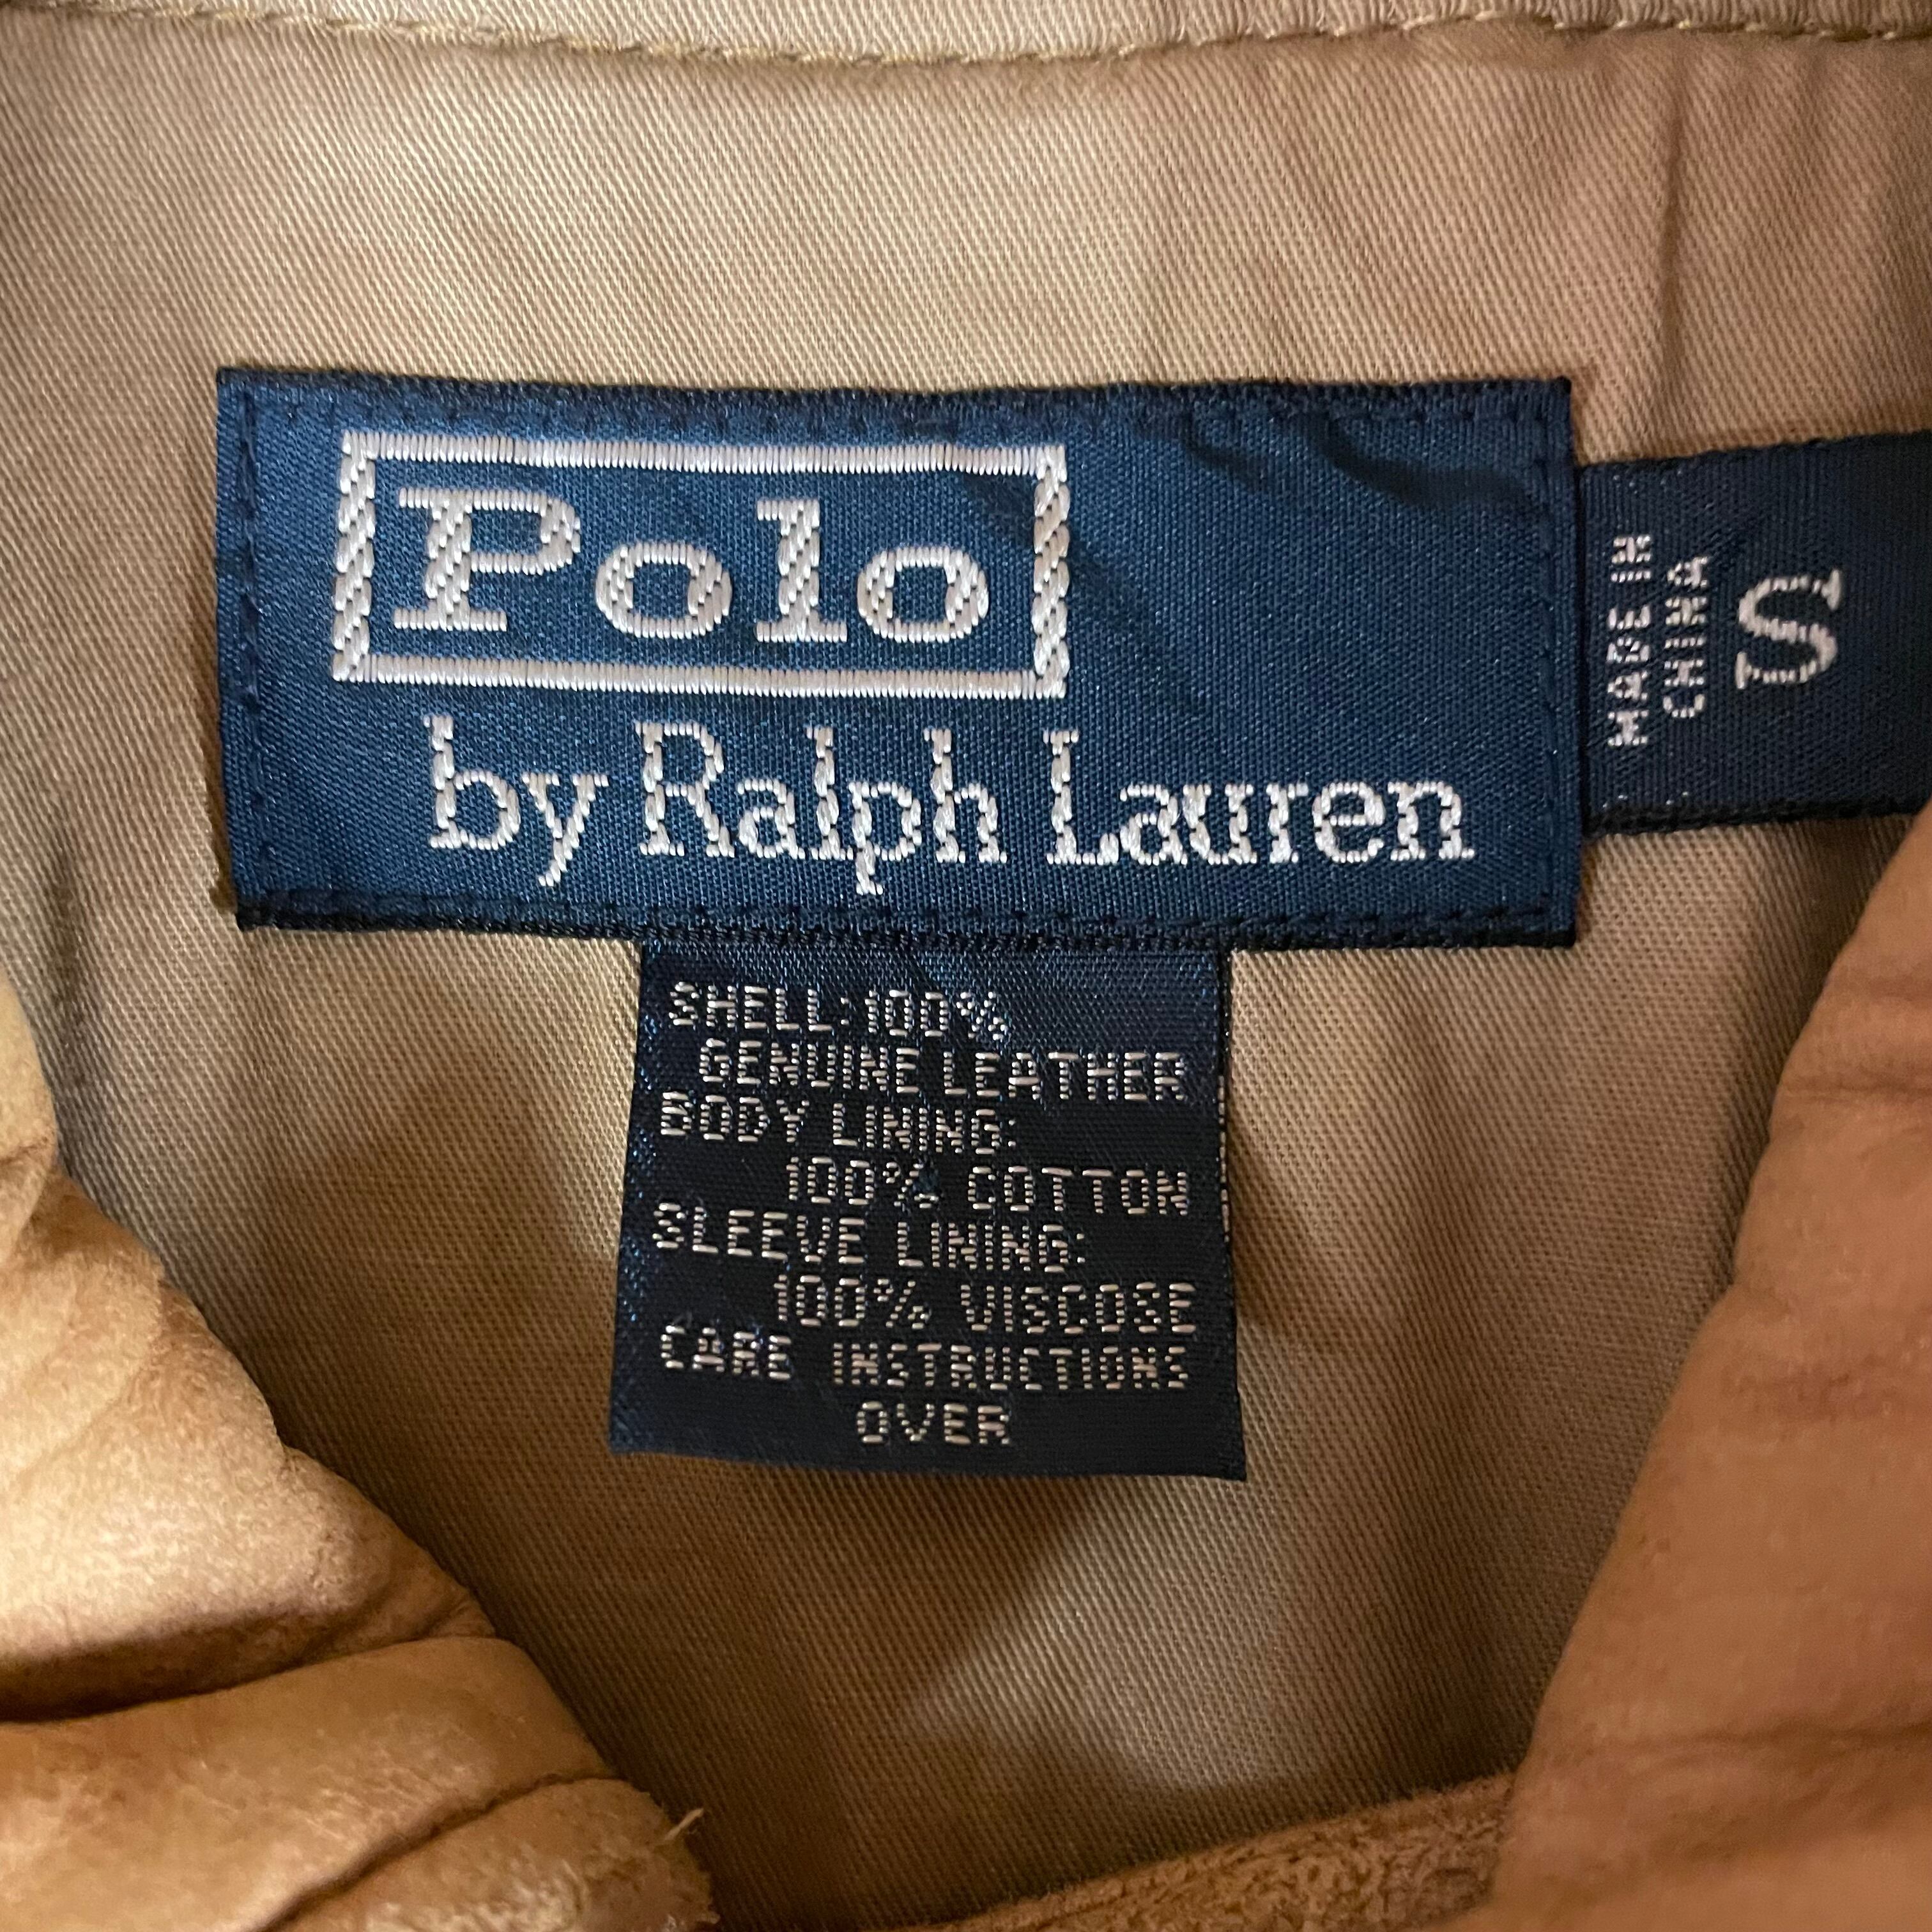 Polo
by Ralph Lauren
MADE IN
CHINA
S
SHELL:100%
GENUINE LEATHER
BODY LINING:
100% COTTON
SLEEVE LINING:
100% VISCOSE
CARE INSTRUCTIONS
OVER